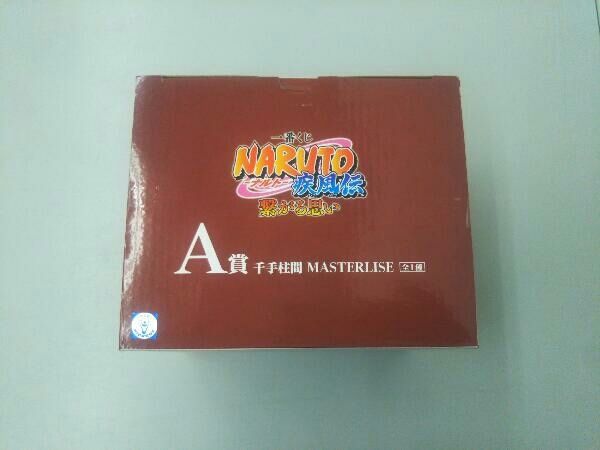 一番くじ
NARUTO
ナルト
疾風伝
繋がる想い
A賞 千手柱間 MASTERLISE 全1種